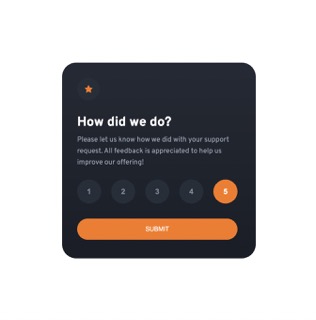 How did we do?
Please let us know how we did with your support
request. All feedback is appreciated to help us
improve our offering!
1 2 3 4 5
SUBMIT